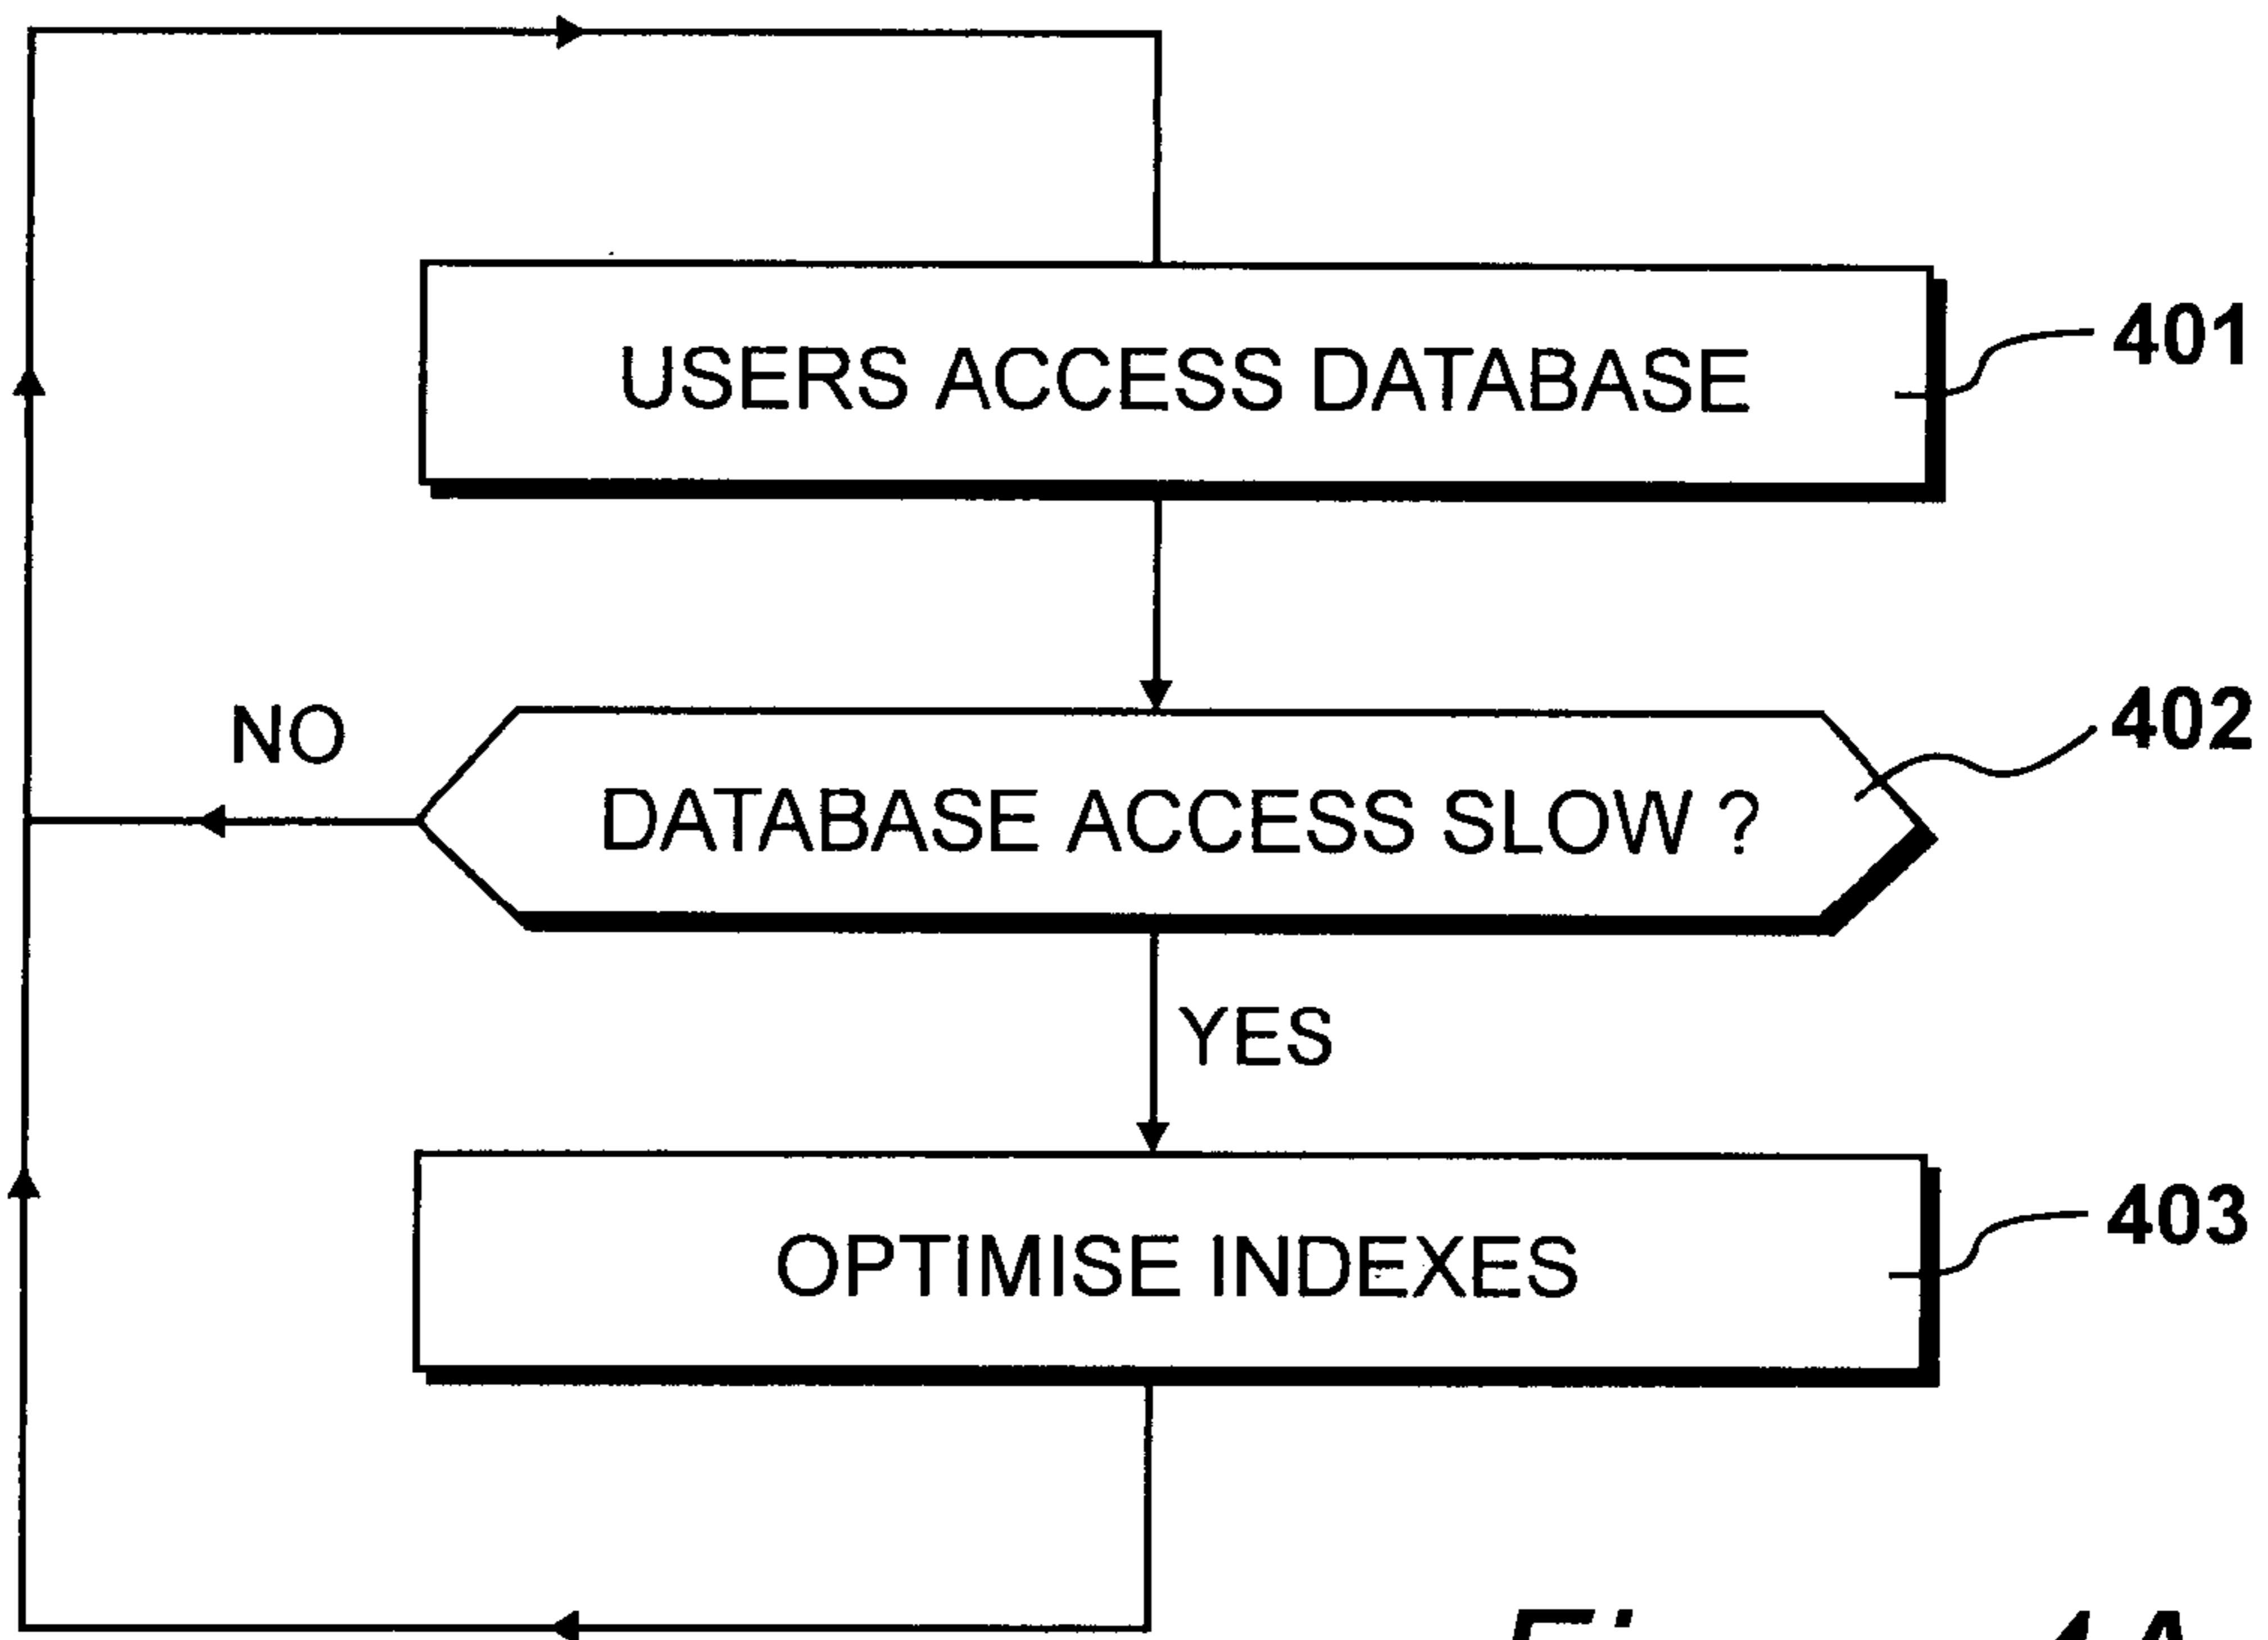 USERS ACCESS DATABASE
401
NO
DATABASE ACCESS SLOW ?
402
YES
OPTIMISE INDEXES
403